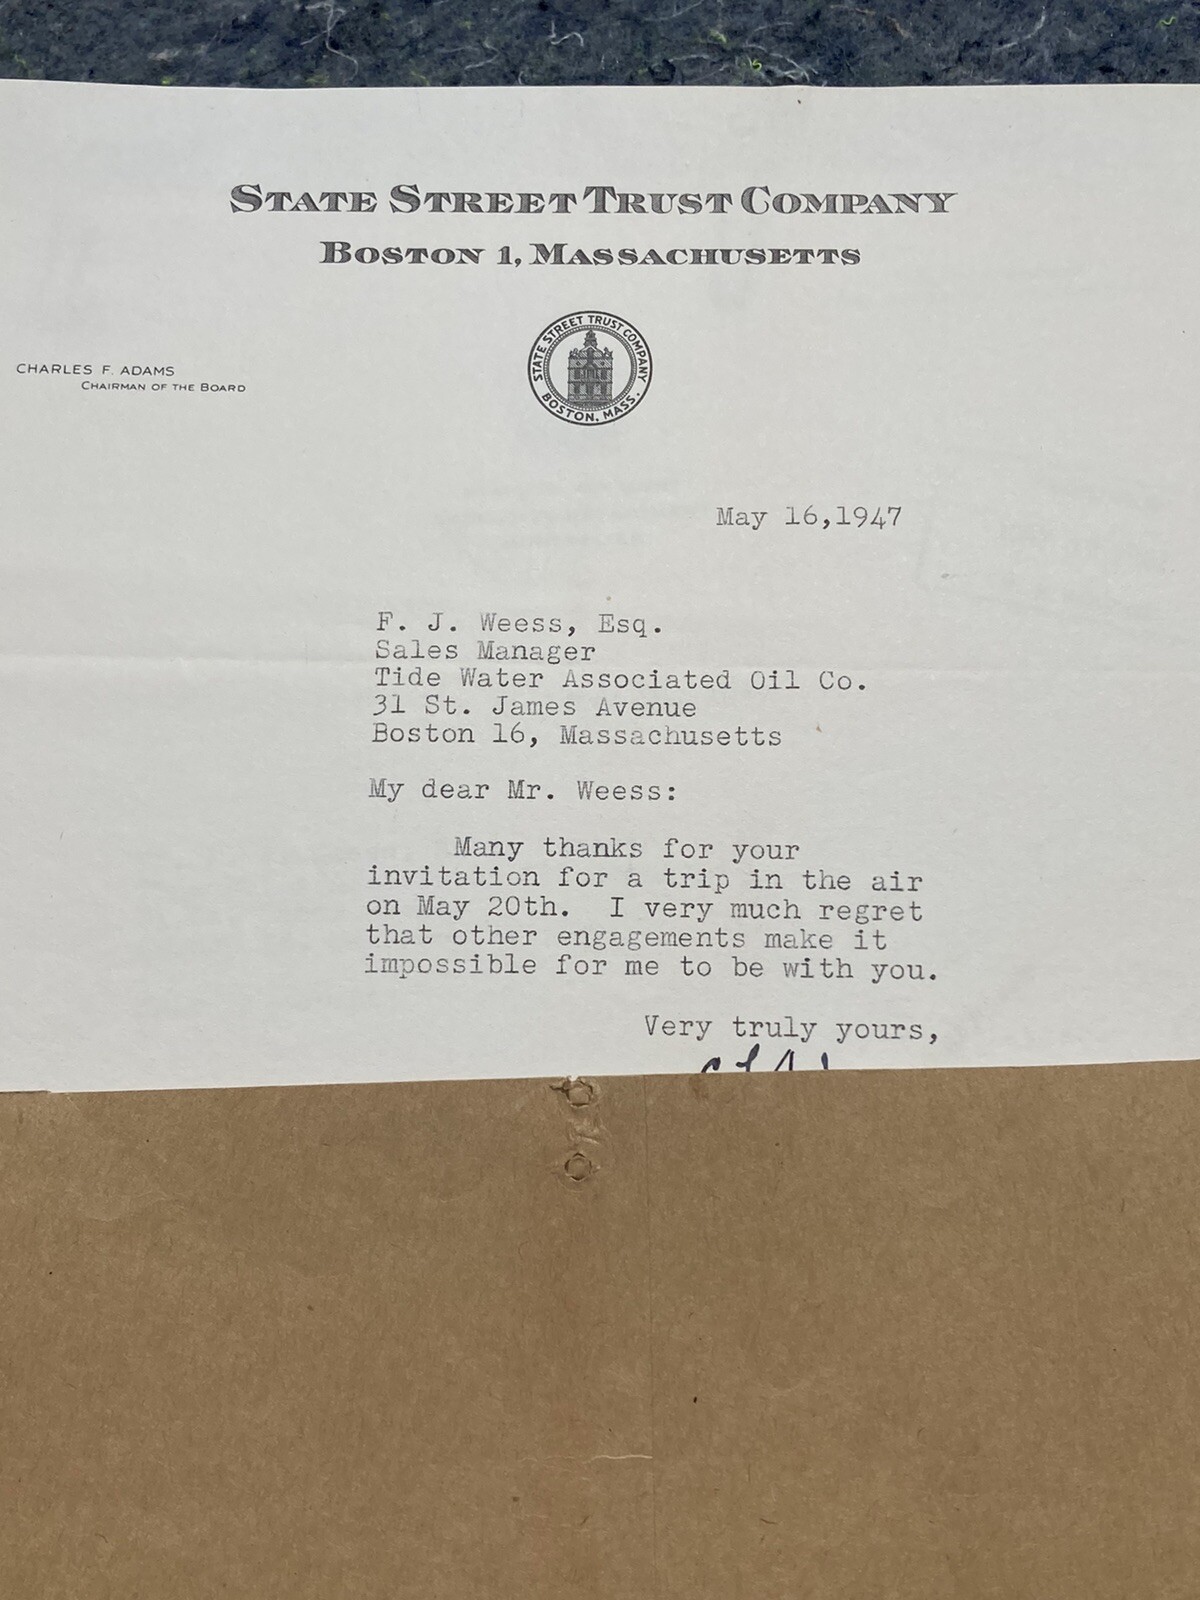 STATE STREET TRUST COMPANY
BOSTON 1, MASSACHUSETTS
STATE STREET TRUST COMPANY
BOSTON, MASS.
CHARLES F. ADAMS
CHAIRMAN OF THE BOARD
May 16,1947
F. J. Weess, Esq.
Sales Manager
Tide Water Associated Oil Co.
31 St. James Avenue
Boston 16, Massachusetts
My dear Mr. Weess:
Many thanks for your
invitation for a trip in the air
on May 20th. I very much regret
that other engagements make it
impossible for me to be with you.
Very truly yours,